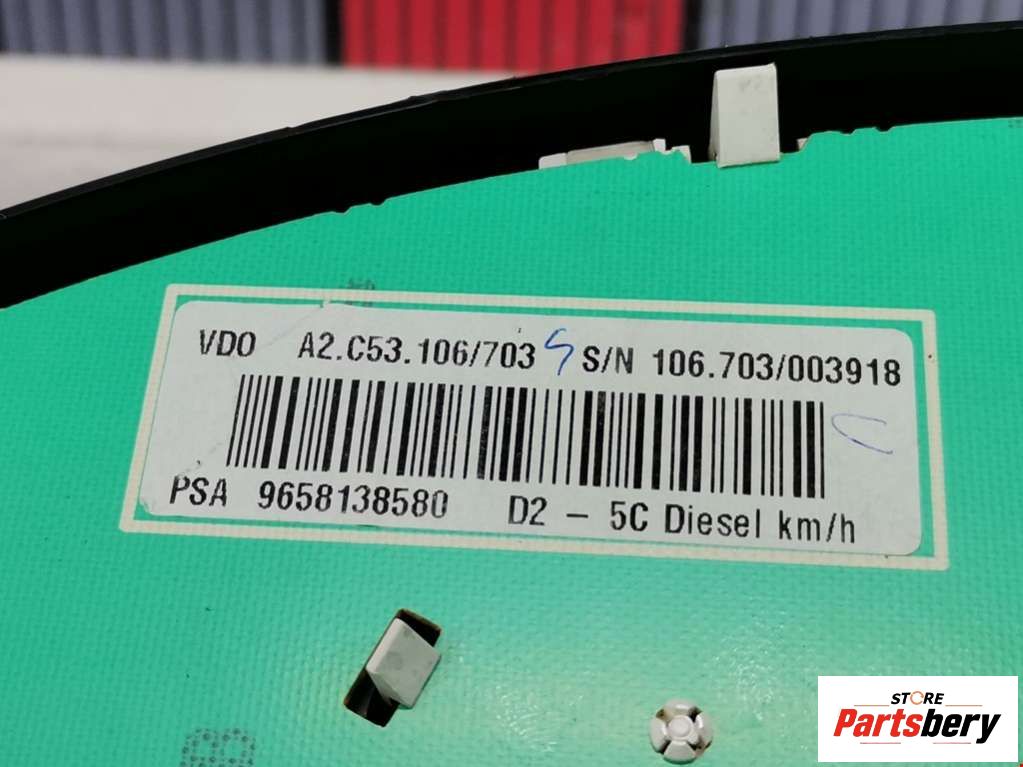 VDO A2.C53.106/703 S/N 106.703/003918
PSA 9658138580 D2 - 5C Diesel km/h
STORE
Partsbery